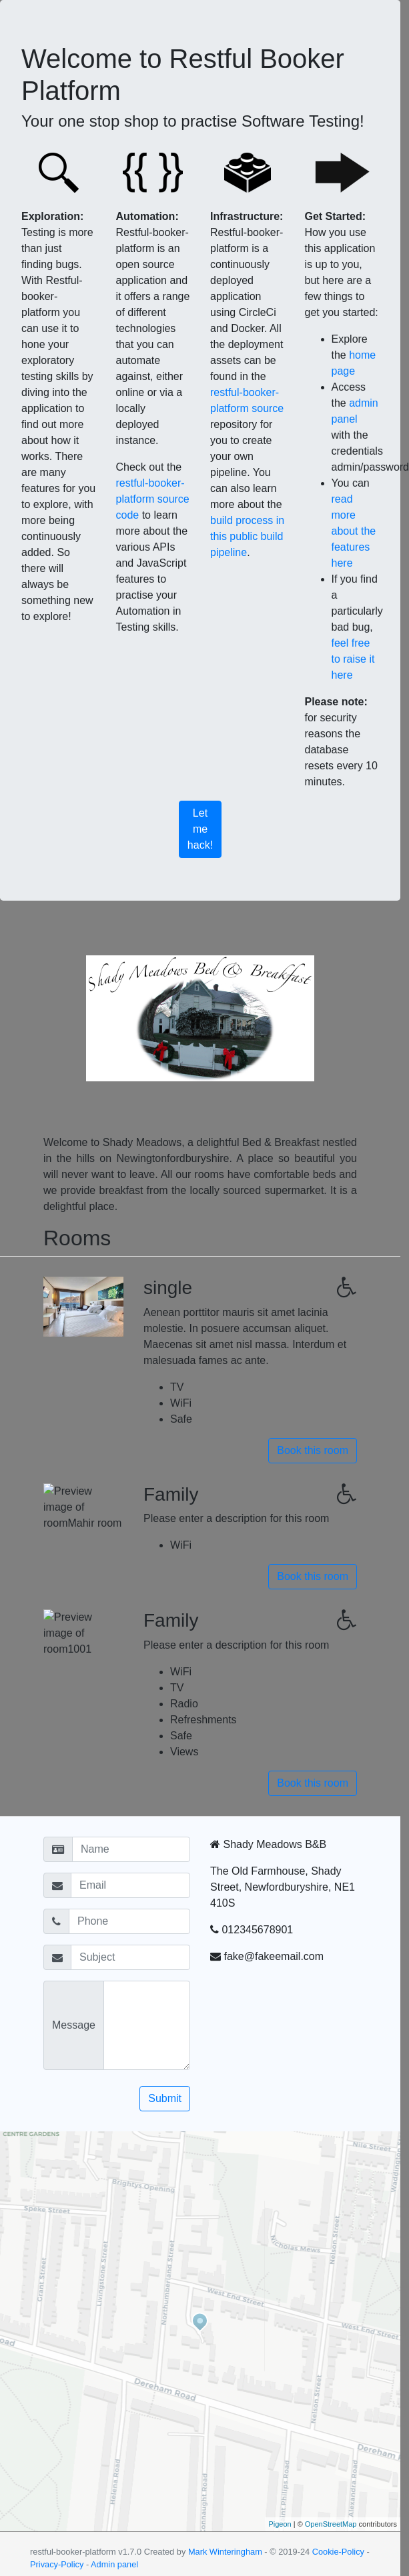 Welcome to Restful Booker
Platform
Your one stop shop to practise Software Testing!
Exploration:
Testing is more
than just
finding bugs.
With Restful-
booker-
platform you
can use it to
hone your
exploratory
testing skills by
diving into the
application to
find out more
about how it
works. There
are many
features for you
to explore, with
more being
continuously
added. So
there will
always be
something new
to explore!
Automation:
Restful-booker-
platform is an
open source
application and
it offers a range
of different
technologies
that you can
automate
against, either
online or via a
locally
deployed
instance.
Check out the
restful-booker-
platform source
code to learn
more about the
various APIs
and JavaScript
features to
practise your
Automation in
Testing skills.
Infrastructure:
Restful-booker-
platform is a
continuously
deployed
application
using CircleCi
and Docker. All
the deployment
assets can be
found in the
restful-booker-
platform source
repository for
you to create
your own
pipeline. You
can also learn
more about the
build process in
this public build
pipeline.
Get Started:
How you use
this application
is up to you,
but here are a
few things to
get you started:
Explore
the home
page
Access
the admin
panel
with the
credentials
admin/password
You can
read
more
about the
features
here
If you find
a
particularly
bad bug,
feel free
to raise it
here
Please note:
for security
reasons the
database
resets every 10
minutes.
Let
me
hack!
Shady Meadows Bed & Breakfast
Welcome to Shady Meadows, a delightful Bed & Breakfast nestled
in the hills on Newingtonfordburyshire. A place so beautiful you
will never want to leave. All our rooms have comfortable beds and
we provide breakfast from the locally sourced supermarket. It is a
delightful place.
Rooms
single
Aenean porttitor mauris sit amet lacinia
molestie. In posuere accumsan aliquet.
Maecenas sit amet nisl massa. Interdum et
malesuada fames ac ante.
TV
WiFi
Safe
Book this room
Preview
image of
roomMahir room
Family
Please enter a description for this room
WiFi
Book this room
Preview
image of
room1001
Family
Please enter a description for this room
WiFi
TV
Radio
Refreshments
Safe
Views
Book this room
Name
Email
Phone
Subject
Message
Submit
Shady Meadows B&B
The Old Farmhouse, Shady
Street, Newfordburyshire, NE1
410S
012345678901
fake@fakeemail.com
CENTRE GARDENS
Nile Street
Brightys Opening
Speke Street
Grant Street
Livingstone Street
Northumberland Street
Nicholas Mews
Nelson Street
West End Street
West End Street
Dereham Road
Nelson Street
Helena Road
Connaught Road
Alexandra Road
Pigeon | © OpenStreetMap contributors
restful-booker-platform v1.7.0 Created by Mark Winteringham - © 2019-24 Cookie-Policy -
Privacy-Policy - Admin panel